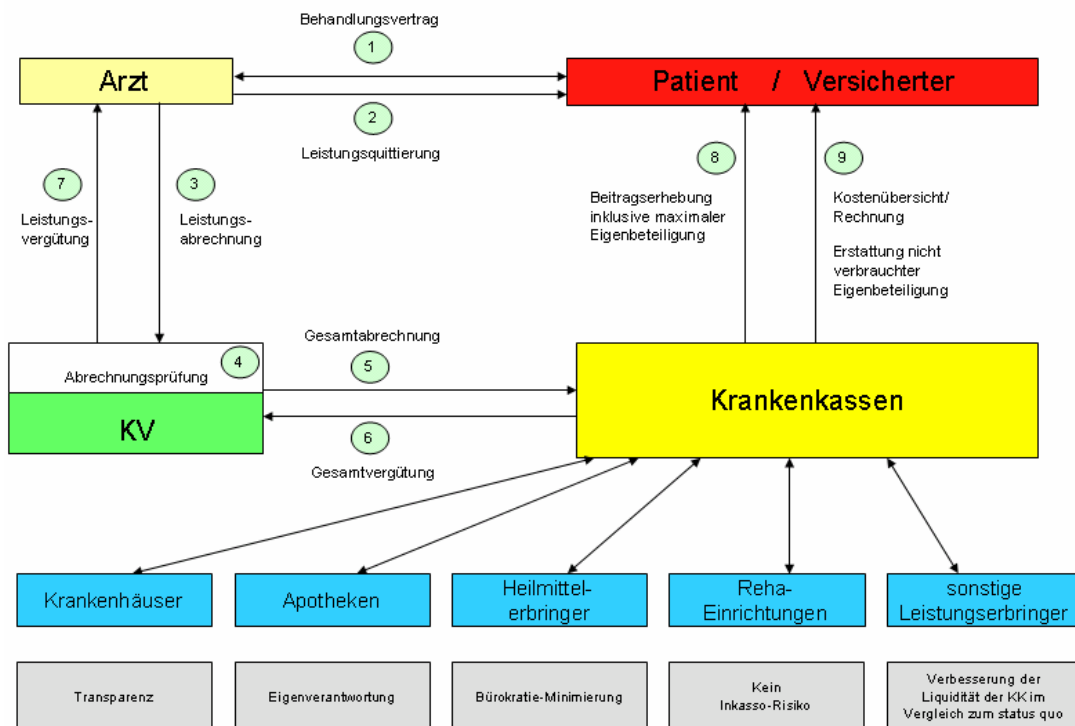 Behandlungsvertrag
1
Arzt
Patient / Versicherter
2
Leistungsquittierung
7
3
8
9
Leistungs-
vergütung
Leistungs-
abrechnung
Beitragserhebung
inklusive maximaler
Eigenbeteiligung
Kostenübersicht/
Rechnung
Erstattung nicht
verbrauchter
Eigenbeteiligung
Gesamtabrechnung
4
Abrechnungsprüfung
5
KV
Krankenkassen
6
Gesamtvergütung
Krankenhäuser
Apotheken
Heilmittel-
erbringer
Reha-
Einrichtungen
sonstige
Leistungserbringer
Transparenz
Eigenverantwortung
Bürokratie-Minimierung
Kein
Inkasso-Risiko
Verbesserung der
Liquidität der KK im
Vergleich zum status quo